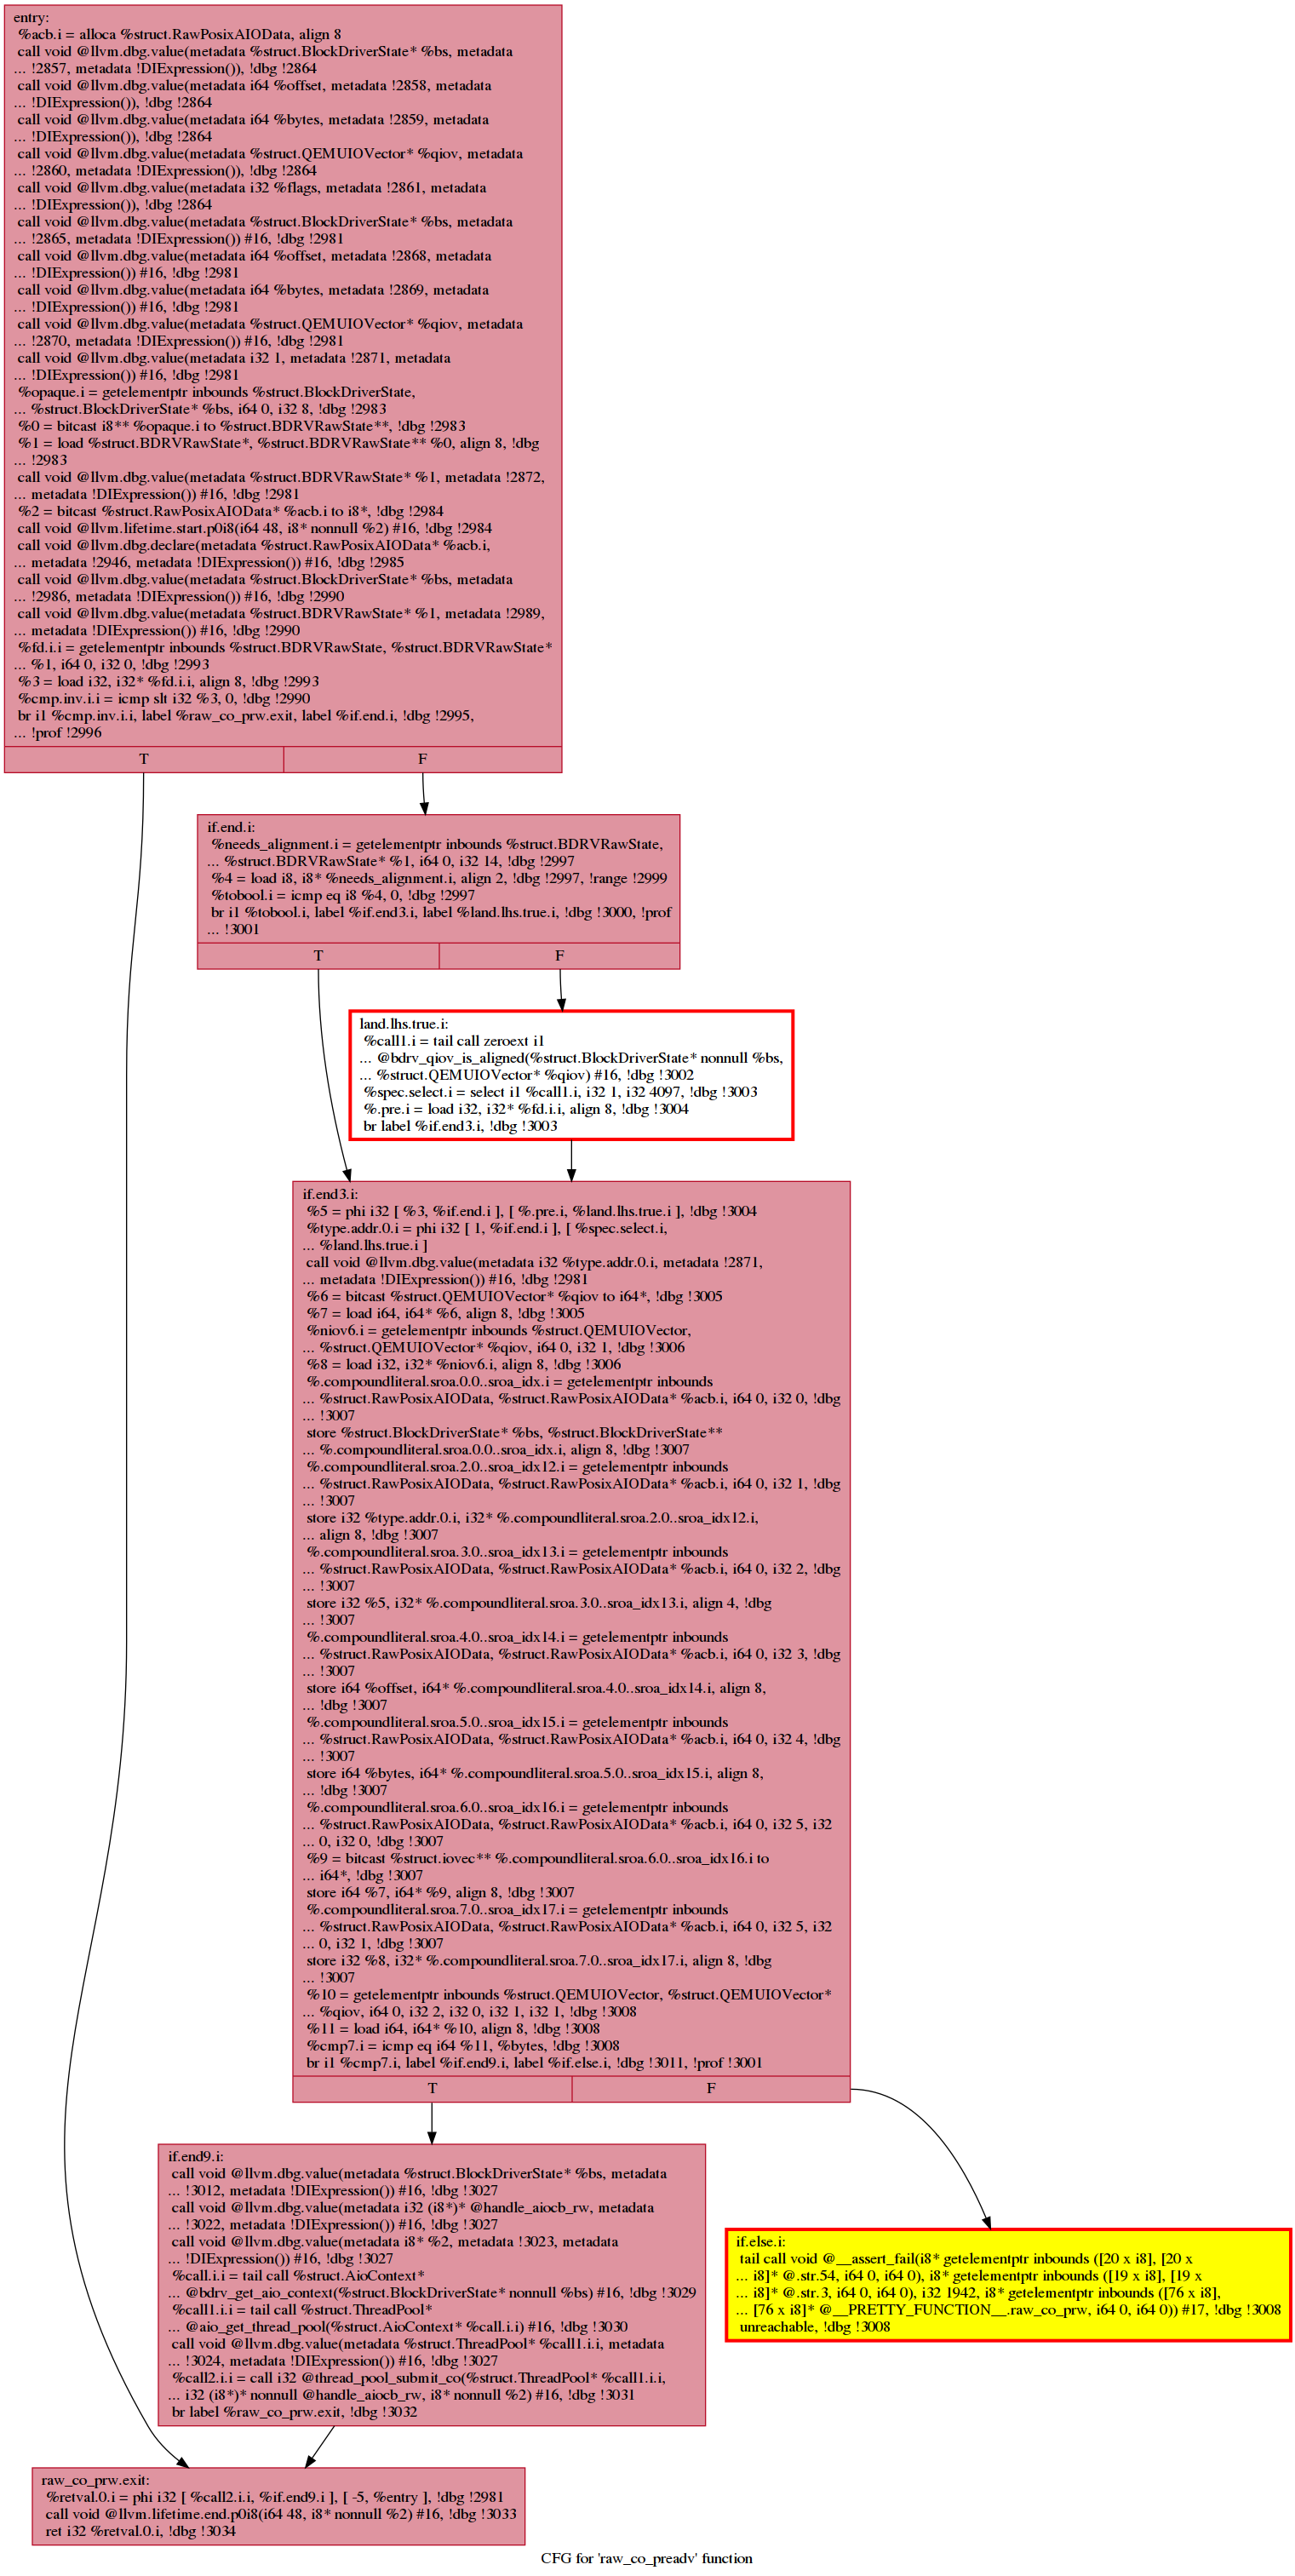 entry:
%acb.i = alloca %struct.RawPosixAIOData, align 8
call void @llvm.dbg.value(metadata %struct.BlockDriverState* %bs, metadata
... !2857, metadata !DIExpression()), !dbg !2864
call void @llvm.dbg.value(metadata i64 %offset, metadata !2858, metadata
... !DIExpression()), !dbg !2864
call void @llvm.dbg.value(metadata i64 %bytes, metadata !2859, metadata
... !DIExpression()), !dbg !2864
call void @llvm.dbg.value(metadata %struct.QEMUIOVector* %qiov, metadata
... !2860, metadata !DIExpression()), !dbg !2864
call void @llvm.dbg.value(metadata i32 %flags, metadata !2861, metadata
... !DIExpression()), !dbg !2864
call void @llvm.dbg.value(metadata %struct.BlockDriverState* %bs, metadata
... !2865, metadata !DIExpression()) #16, !dbg !2981
call void @llvm.dbg.value(metadata i64 %offset, metadata !2868, metadata
... !DIExpression()) #16, !dbg !2981
call void @llvm.dbg.value(metadata i64 %bytes, metadata !2869, metadata
... !DIExpression()) #16, !dbg !2981
call void @llvm.dbg.value(metadata %struct.QEMUIOVector* %qiov, metadata
... !2870, metadata !DIExpression()) #16, !dbg !2981
call void @llvm.dbg.value(metadata i32 1, metadata !2871, metadata
... !DIExpression()) #16, !dbg !2981
%opaque.i = getelementptr inbounds %struct.BlockDriverState,
... %struct.BlockDriverState* %bs, i64 0, i32 8, !dbg !2983
%0 = bitcast i8** %opaque.i to %struct.BDRVRawState**, !dbg !2983
%1 = load %struct.BDRVRawState*, %struct.BDRVRawState** %0, align 8, !dbg
... !2983
call void @llvm.dbg.value(metadata %struct.BDRVRawState* %1, metadata !2872,
... metadata !DIExpression()) #16, !dbg !2981
%2 = bitcast %struct.RawPosixAIOData* %acb.i to i8*, !dbg !2984
call void @llvm.lifetime.start.p0i8(i64 48, i8* nonnull %2) #16, !dbg !2984
call void @llvm.dbg.declare(metadata %struct.RawPosixAIOData* %acb.i,
... metadata !2946, metadata !DIExpression()) #16, !dbg !2985
call void @llvm.dbg.value(metadata %struct.BlockDriverState* %bs, metadata
... !2986, metadata !DIExpression()) #16, !dbg !2990
call void @llvm.dbg.value(metadata %struct.BDRVRawState* %1, metadata !2989,
... metadata !DIExpression()) #16, !dbg !2990
%fd.i.i = getelementptr inbounds %struct.BDRVRawState, %struct.BDRVRawState*
... %1, i64 0, i32 0, !dbg !2993
%3 = load i32, i32* %fd.i.i, align 8, !dbg !2993
%cmp.inv.i.i = icmp slt i32 %3, 0, !dbg !2990
br i1 %cmp.inv.i.i, label %raw_co_prw.exit, label %if.end.i, !dbg !2995,
... !prof !2996
T
F
if.end.i:
%needs_alignment.i = getelementptr inbounds %struct.BDRVRawState,
... %struct.BDRVRawState* %1, i64 0, i32 14, !dbg !2997
%4 = load i8, i8* %needs_alignment.i, align 2, !dbg !2997, !range !2999
%tobool.i = icmp eq i8 %4, 0, !dbg !2997
br i1 %tobool.i, label %if.end3.i, label %land.lhs.true.i, !dbg !3000, !prof
... !3001
T
F
land.lhs.true.i:
%call1.i = tail call zeroext i1
... @bdrv_qiov_is_aligned(%struct.BlockDriverState* nonnull %bs,
... %struct.QEMUIOVector* %qiov) #16, !dbg !3002
%spec.select.i = select i1 %call1.i, i32 1, i32 4097, !dbg !3003
%.pre.i = load i32, i32* %fd.i.i, align 8, !dbg !3004
br label %if.end3.i, !dbg !3003
if.end3.i:
%5 = phi i32 [ %3, %if.end.i ], [ %.pre.i, %land.lhs.true.i ], !dbg !3004
%type.addr.0.i = phi i32 [ 1, %if.end.i ], [ %spec.select.i,
... %land.lhs.true.i ]
call void @llvm.dbg.value(metadata i32 %type.addr.0.i, metadata !2871,
... metadata !DIExpression()) #16, !dbg !2981
%6 = bitcast %struct.QEMUIOVector* %qiov to i64*, !dbg !3005
%7 = load i64, i64* %6, align 8, !dbg !3005
%niov6.i = getelementptr inbounds %struct.QEMUIOVector,
... %struct.QEMUIOVector* %qiov, i64 0, i32 1, !dbg !3006
%8 = load i32, i32* %niov6.i, align 8, !dbg !3006
%.compoundliteral.sroa.0.0..sroa_idx.i = getelementptr inbounds
... %struct.RawPosixAIOData, %struct.RawPosixAIOData* %acb.i, i64 0, i32 0, !dbg
... !3007
store %struct.BlockDriverState* %bs, %struct.BlockDriverState**
... %.compoundliteral.sroa.0.0..sroa_idx.i, align 8, !dbg !3007
%.compoundliteral.sroa.2.0..sroa_idx12.i = getelementptr inbounds
... %struct.RawPosixAIOData, %struct.RawPosixAIOData* %acb.i, i64 0, i32 1, !dbg
... !3007
store i32 %type.addr.0.i, i32* %.compoundliteral.sroa.2.0..sroa_idx12.i,
... align 8, !dbg !3007
%.compoundliteral.sroa.3.0..sroa_idx13.i = getelementptr inbounds
... %struct.RawPosixAIOData, %struct.RawPosixAIOData* %acb.i, i64 0, i32 2, !dbg
... !3007
store i32 %5, i32* %.compoundliteral.sroa.3.0..sroa_idx13.i, align 4, !dbg
... !3007
%.compoundliteral.sroa.4.0..sroa_idx14.i = getelementptr inbounds
... %struct.RawPosixAIOData, %struct.RawPosixAIOData* %acb.i, i64 0, i32 3, !dbg
... !3007
store i64 %offset, i64* %.compoundliteral.sroa.4.0..sroa_idx14.i, align 8,
... !dbg !3007
%.compoundliteral.sroa.5.0..sroa_idx15.i = getelementptr inbounds
... %struct.RawPosixAIOData, %struct.RawPosixAIOData* %acb.i, i64 0, i32 4, !dbg
... !3007
store i64 %bytes, i64* %.compoundliteral.sroa.5.0..sroa_idx15.i, align 8,
... !dbg !3007
%.compoundliteral.sroa.6.0..sroa_idx16.i = getelementptr inbounds
... %struct.RawPosixAIOData, %struct.RawPosixAIOData* %acb.i, i64 0, i32 5, i32
... 0, i32 0, !dbg !3007
%9 = bitcast %struct.iovec** %.compoundliteral.sroa.6.0..sroa_idx16.i to
... i64*, !dbg !3007
store i64 %7, i64* %9, align 8, !dbg !3007
%.compoundliteral.sroa.7.0..sroa_idx17.i = getelementptr inbounds
... %struct.RawPosixAIOData, %struct.RawPosixAIOData* %acb.i, i64 0, i32 5, i32
... 0, i32 1, !dbg !3007
store i32 %8, i32* %.compoundliteral.sroa.7.0..sroa_idx17.i, align 8, !dbg
... !3007
%10 = getelementptr inbounds %struct.QEMUIOVector, %struct.QEMUIOVector*
... %qiov, i64 0, i32 2, i32 0, i32 1, i32 1, !dbg !3008
%11 = load i64, i64* %10, align 8, !dbg !3008
%cmp7.i = icmp eq i64 %11, %bytes, !dbg !3008
br i1 %cmp7.i, label %if.end9.i, label %if.else.i, !dbg !3011, !prof !3001
T
F
if.end9.i:
call void @llvm.dbg.value(metadata %struct.BlockDriverState* %bs, metadata
... !3012, metadata !DIExpression()) #16, !dbg !3027
call void @llvm.dbg.value(metadata i32 (i8*)* @handle_aiocb_rw, metadata
... !3022, metadata !DIExpression()) #16, !dbg !3027
call void @llvm.dbg.value(metadata i8* %2, metadata !3023, metadata
... !DIExpression()) #16, !dbg !3027
%call.i.i = tail call %struct.AioContext*
... @bdrv_get_aio_context(%struct.BlockDriverState* nonnull %bs) #16, !dbg !3029
%call1.i.i = tail call %struct.ThreadPool*
... @aio_get_thread_pool(%struct.AioContext* %call.i.i) #16, !dbg !3030
call void @llvm.dbg.value(metadata %struct.ThreadPool* %call1.i.i, metadata
... !3024, metadata !DIExpression()) #16, !dbg !3027
%call2.i.i = call i32 @thread_pool_submit_co(%struct.ThreadPool* %call1.i.i,
... i32 (i8*)* nonnull @handle_aiocb_rw, i8* nonnull %2) #16, !dbg !3031
br label %raw_co_prw.exit, !dbg !3032
if.else.i:
tail call void @__assert_fail(i8* getelementptr inbounds ([20 x i8], [20 x
... i8]* @.str.54, i64 0, i64 0), i8* getelementptr inbounds ([19 x i8], [19 x
... i8]* @.str.3, i64 0, i64 0), i32 1942, i8* getelementptr inbounds ([76 x i8],
... [76 x i8]* @__PRETTY_FUNCTION__.raw_co_prw, i64 0, i64 0)) #17, !dbg !3008
unreachable, !dbg !3008
raw_co_prw.exit:
%retval.0.i = phi i32 [ %call2.i.i, %if.end9.i ], [ -5, %entry ], !dbg !2981
call void @llvm.lifetime.end.p0i8(i64 48, i8* nonnull %2) #16, !dbg !3033
ret i32 %retval.0.i, !dbg !3034
CFG for 'raw_co_preadv' function